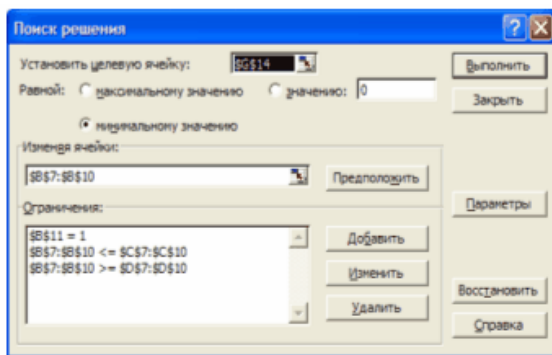 Поиск решения
Установить целевую ячейку: $G$14
Выполнить
Равной: максимальному значению значению: 0
Закрыть
минимальному значению
Изменяя ячейки:
$B$7:$B$10
Предположить
Параметры
Ограничения:
$B$11 = 1
$B$7:$B$10 <= $C$7:$C$10
$B$7:$B$10 >= $D$7:$D$10
Добавить
Изменить
Удалить
Восстановить
Справка